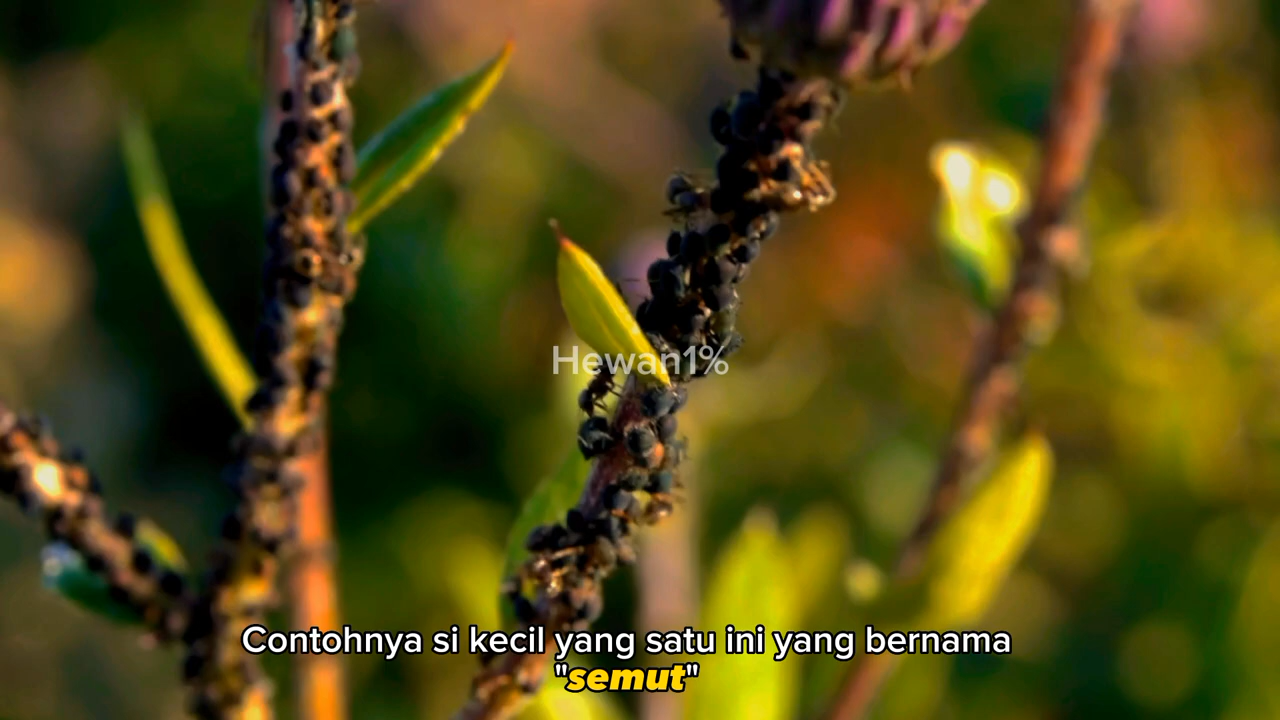 Hewan1%
Contohnya si kecil yang satu ini yang bernama
"semut"